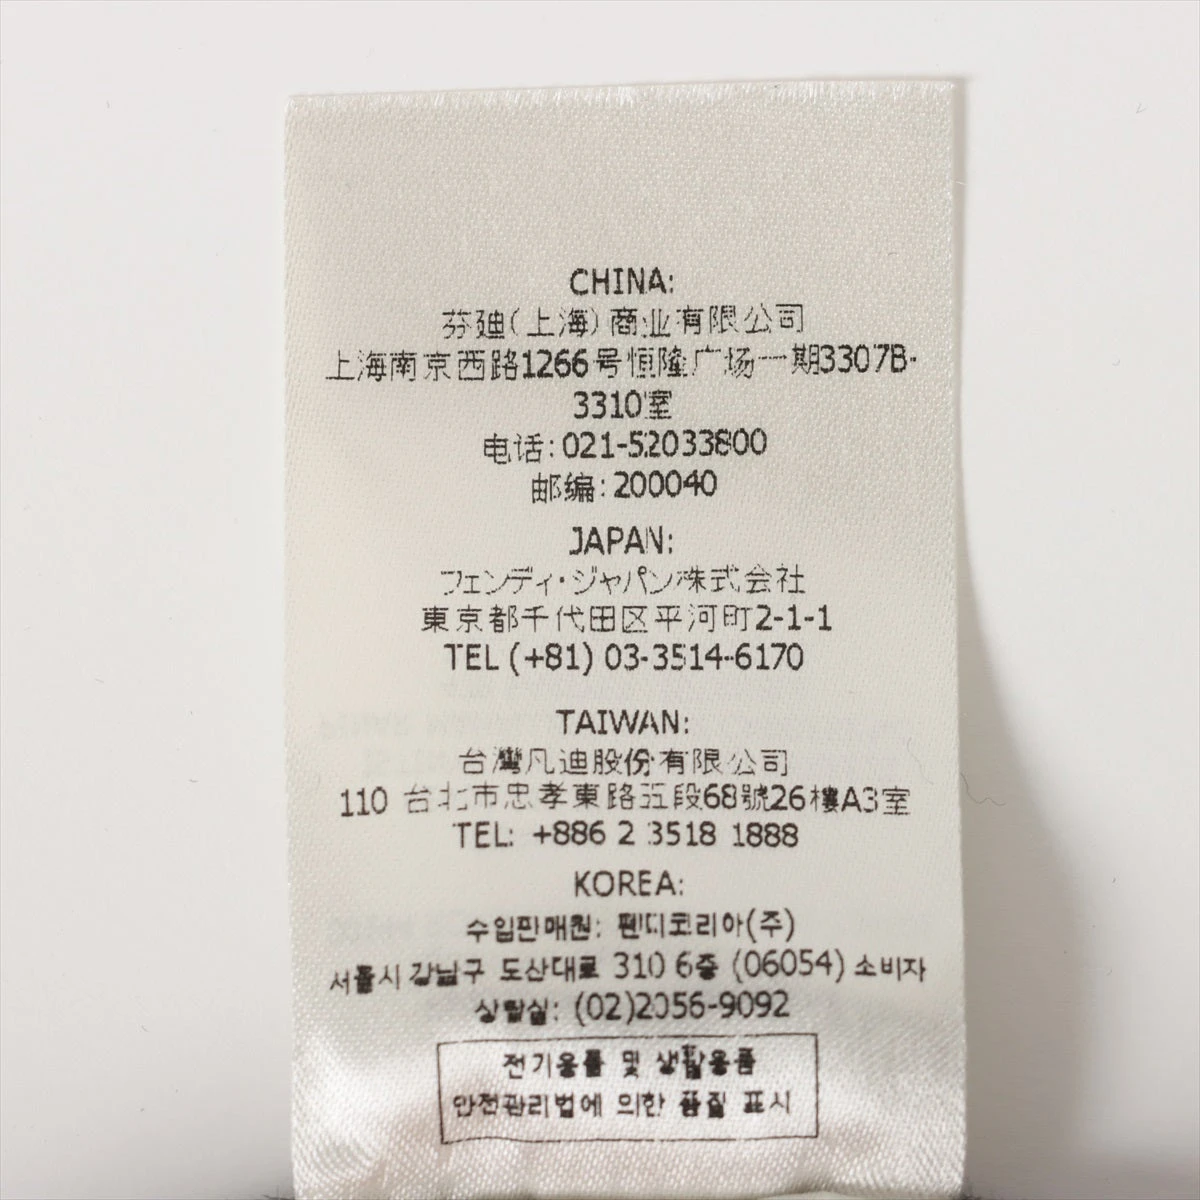 CHINA:
芬迪(上海)商业有限公司
上海南京西路1266号恒隆广场一期3307B-
3310室
电话:021-52033800
邮编:200040
JAPAN:
フェンディ・ジャパン株式会社
東京都千代田区平河町2-1-1
TEL (+81) 03-3514-6170
TAIWAN:
台灣凡迪股份有限公司
110 台北市忠孝東路五段68號26樓A3室
TEL: +886 2 3518 1888
KOREA:
수입판매원: 펜디코리아(주)
서울시 강남구 도산대로 310 6층 (06054) 소비자
상담실: (02)2056-9092
전기용품 및 생활용품
안전관리법에 의한 품질 표시